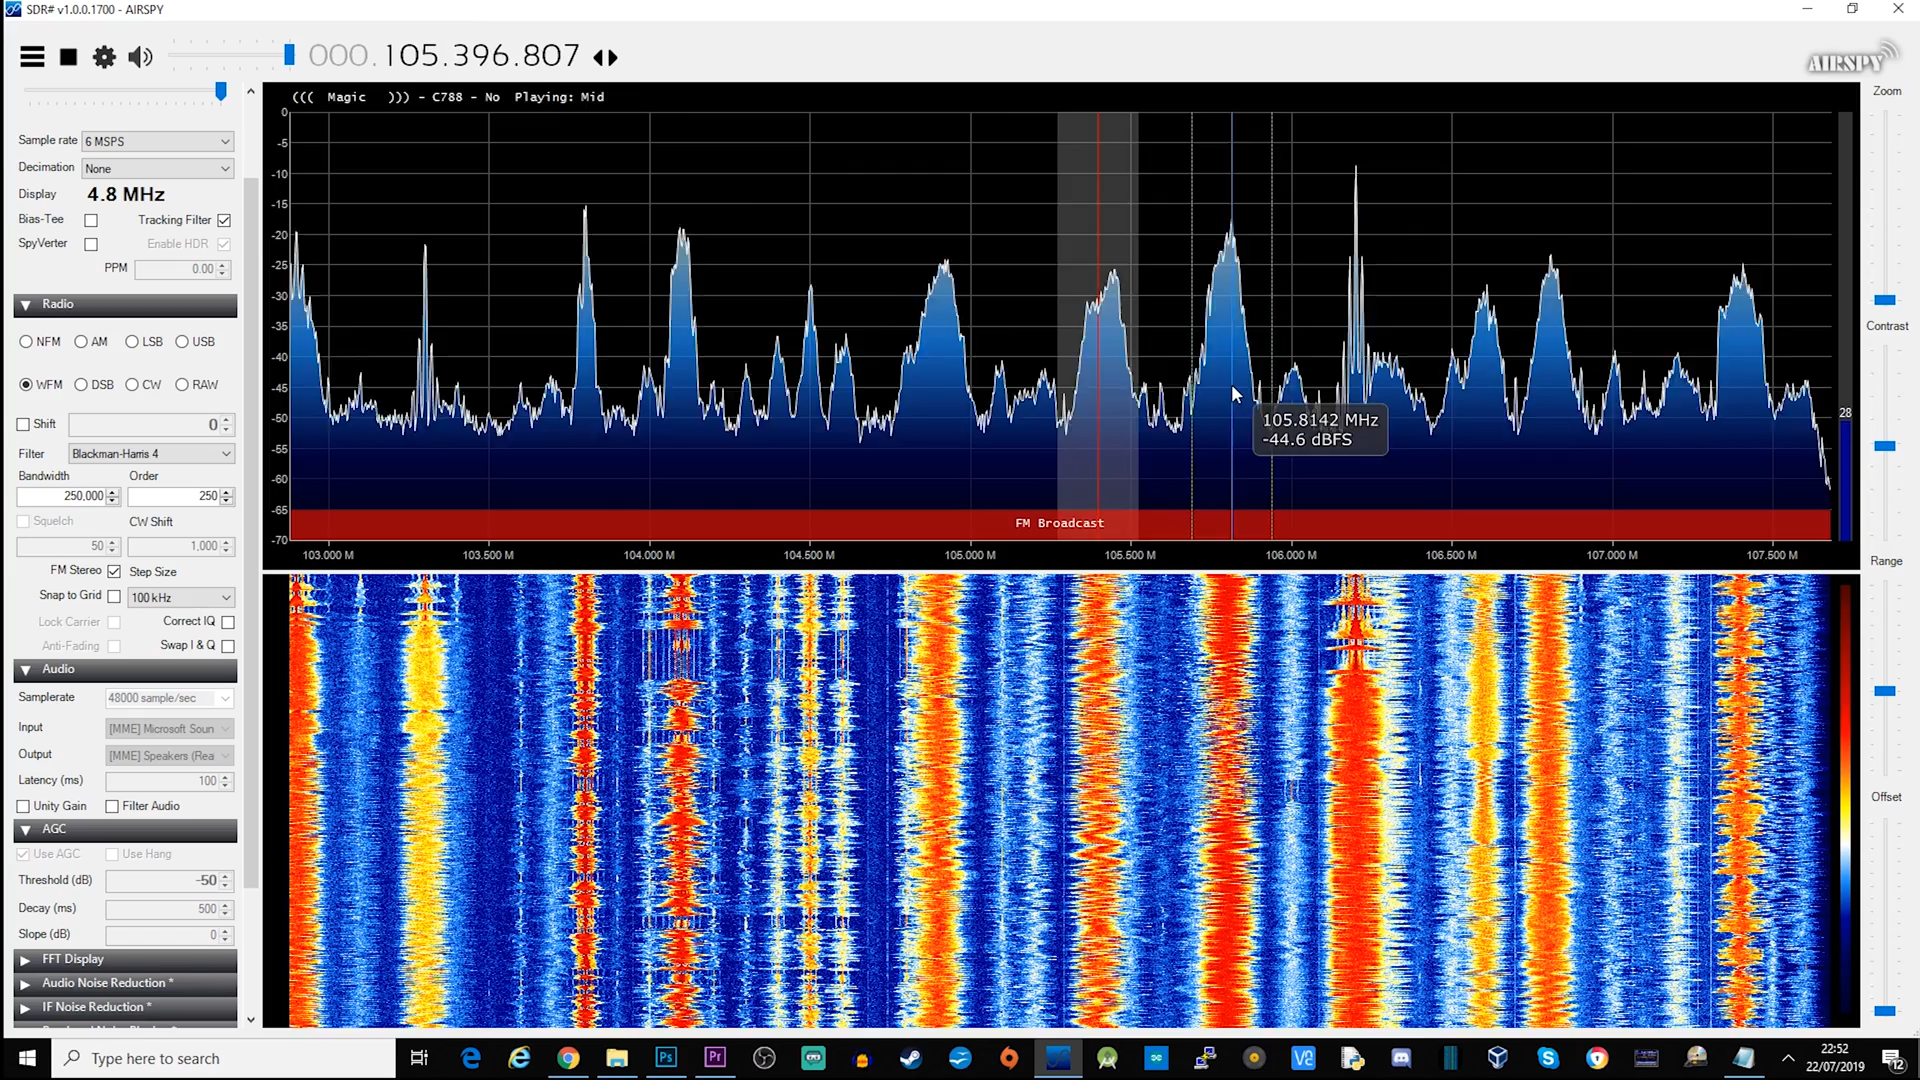 SDR# v1.0.0.1700 - AIRSPY
000.105.396.807
AIRSPY
Sample rate 6 MSPS
Decimation None
Display 4.8 MHz
Bias-Tee Tracking Filter
SpyVerter Enable HDR
PPM 0.00
Radio
NFM AM LSB USB
WFM DSB CW RAW
Shift 0
Filter Blackman-Harris 4
Bandwidth Order
250,000 250
Squelch CW Shift
50 1,000
FM Stereo Step Size
Snap to Grid 100 kHz
Lock Carrier Correct IQ
Anti-Fading Swap I & Q
Audio
Samplerate 48000 sample/sec
Input [MME] Microsoft Soun
Output [MME] Speakers (Rea
Latency (ms) 100
Unity Gain Filter Audio
AGC
Use AGC Use Hang
Threshold (dB) -50
Decay (ms) 500
Slope (dB) 0
FFT Display
Audio Noise Reduction *
IF Noise Reduction *
((( Magic ))) - C788 - No Playing: Mid
0
-5
-10
-15
-20
-25
-30
-35
-40
-45
-50
-55
-60
-65
-70
105.8142 MHz
-44.6 dBFS
28
FM Broadcast
103.000 M 103.500 M 104.000 M 104.500 M 105.000 M 105.500 M 106.000 M 106.500 M 107.000 M 107.500 M
Zoom
Contrast
Range
Offset
Type here to search
Ps
Pr
22:52
22/07/2019
12